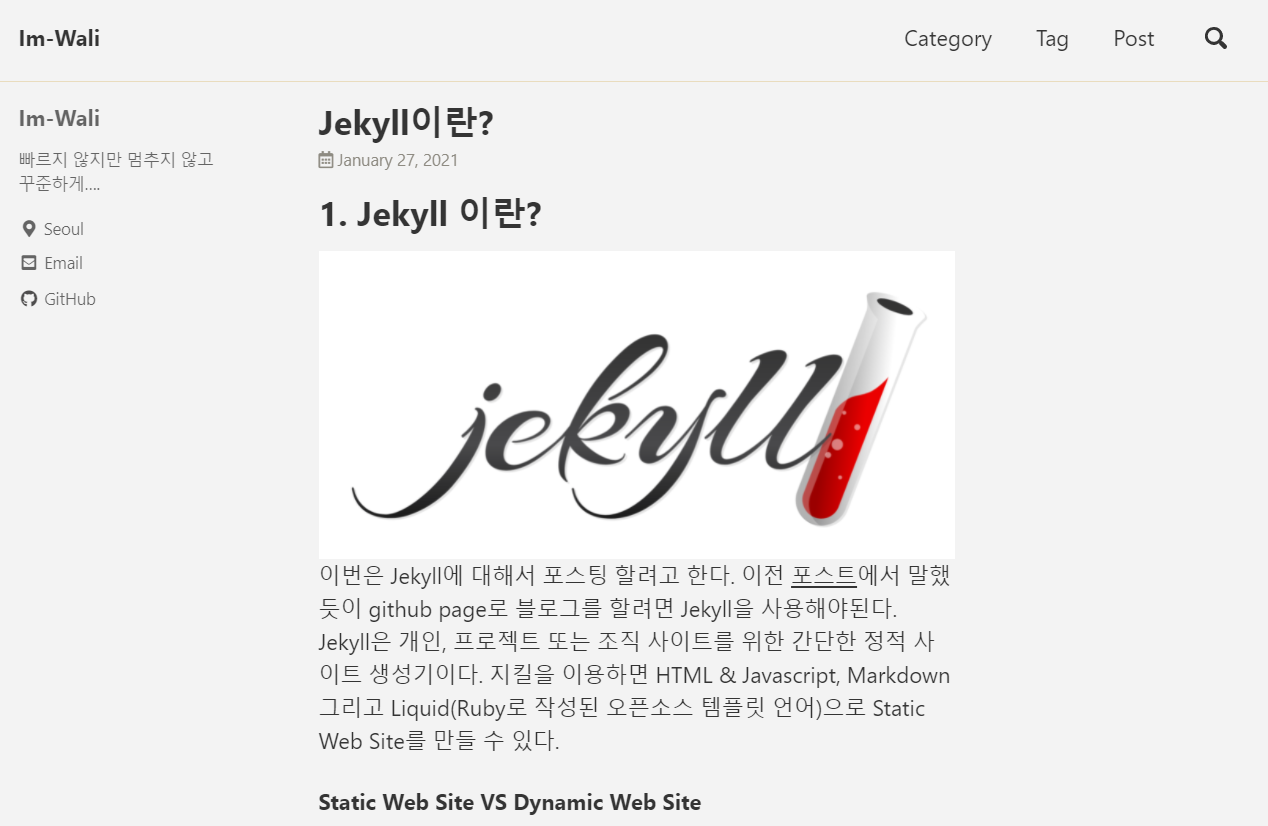 Im-Wali
Category
Tag
Post
Im-Wali
빠르지 않지만 멈추지 않고
꾸준하게....
Seoul
Email
GitHub
Jekyll이란?
January 27, 2021
1. Jekyll 이란?
jekyll
이번은 Jekyll에 대해서 포스팅 할려고 한다. 이전 포스트에서 말했
듯이 github page로 블로그를 할려면 Jekyll을 사용해야된다.
Jekyll은 개인, 프로젝트 또는 조직 사이트를 위한 간단한 정적 사
이트 생성기이다. 지킬을 이용하면 HTML & Javascript, Markdown
그리고 Liquid(Ruby로 작성된 오픈소스 템플릿 언어)으로 Static
Web Site를 만들 수 있다.
Static Web Site VS Dynamic Web Site